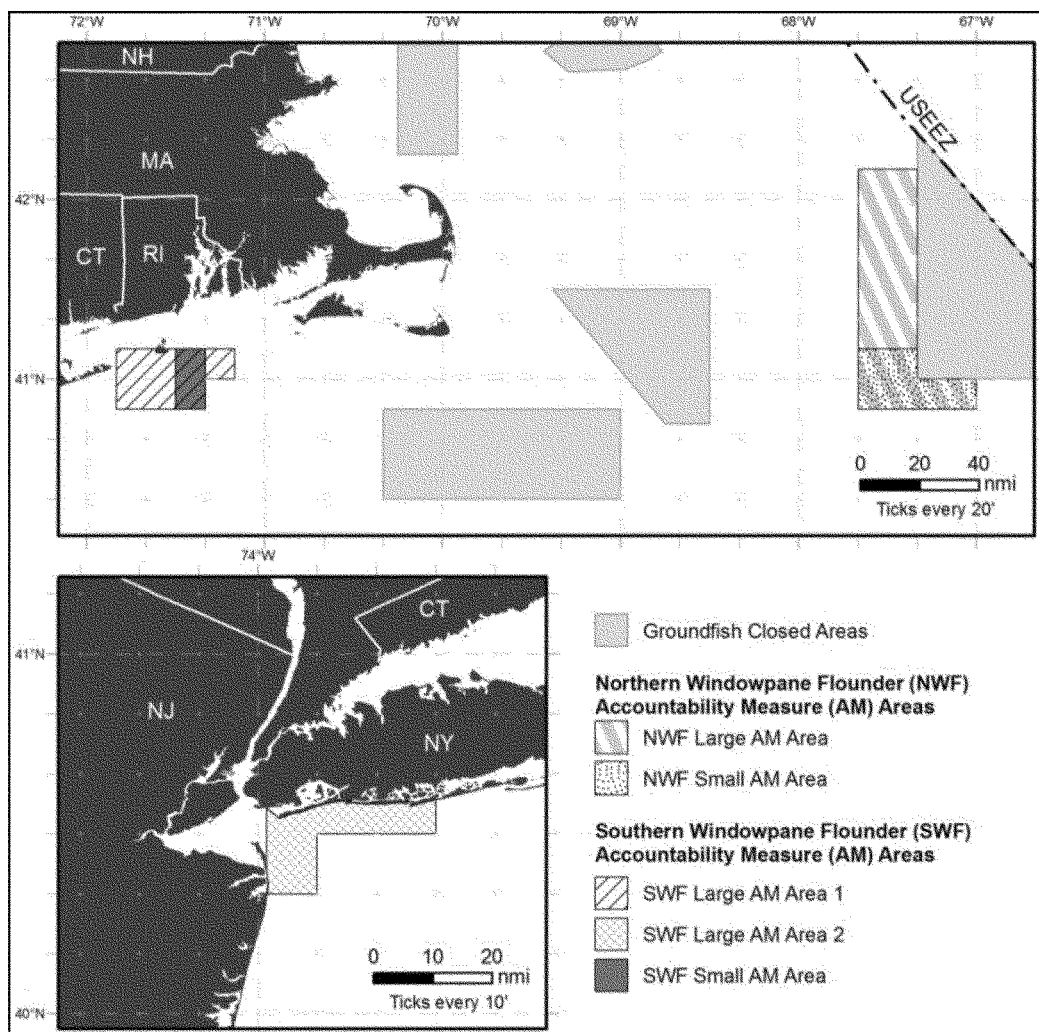 72°W 71°W 70°W 69°W 68°W 67°W
NH
USEEZ
MA
42°N
CT RI
41°N
0 20 40
nmi
Ticks every 20'
74°W
CT
41°N
NJ
NY
0 10 20
nmi
Ticks every 10'
40°N
Groundfish Closed Areas
Northern Windowpane Flounder (NWF)
Accountability Measure (AM) Areas
NWF Large AM Area
NWF Small AM Area
Southern Windowpane Flounder (SWF)
Accountability Measure (AM) Areas
SWF Large AM Area 1
SWF Large AM Area 2
SWF Small AM Area